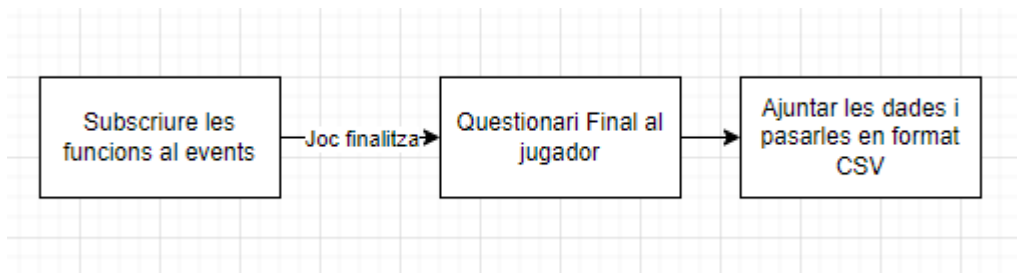 Subscriure les
funcions al events
Joc finalitza
Questionari Final al
jugador
Ajuntar les dades i
pasarles en format
CSV